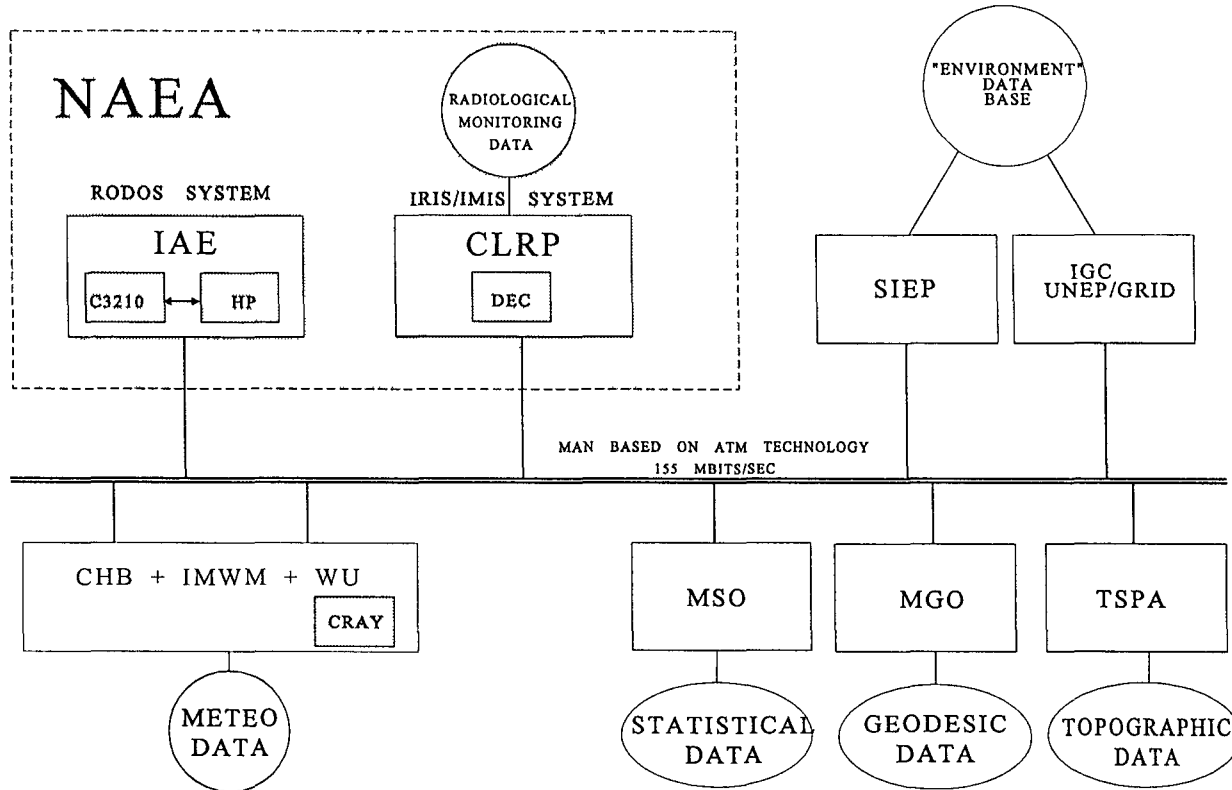 NAEA
RADIOLOGICAL
MONITORING
DATA
"ENVIRONMENT"
DATA
BASE
RODOS SYSTEM
IRIS/IMIS SYSTEM
IAE
C3210
HP
CLRP
DEC
SIEP
IGC
UNEP/GRID
MAN BASED ON ATM TECHNOLOGY
155 MBITS/SEC
CHB + IMWM + WU
CRAY
MSO
MGO
TSPA
METEO
DATA
STATISTICAL
DATA
GEODESIC
DATA
TOPOGRAPHIC
DATA